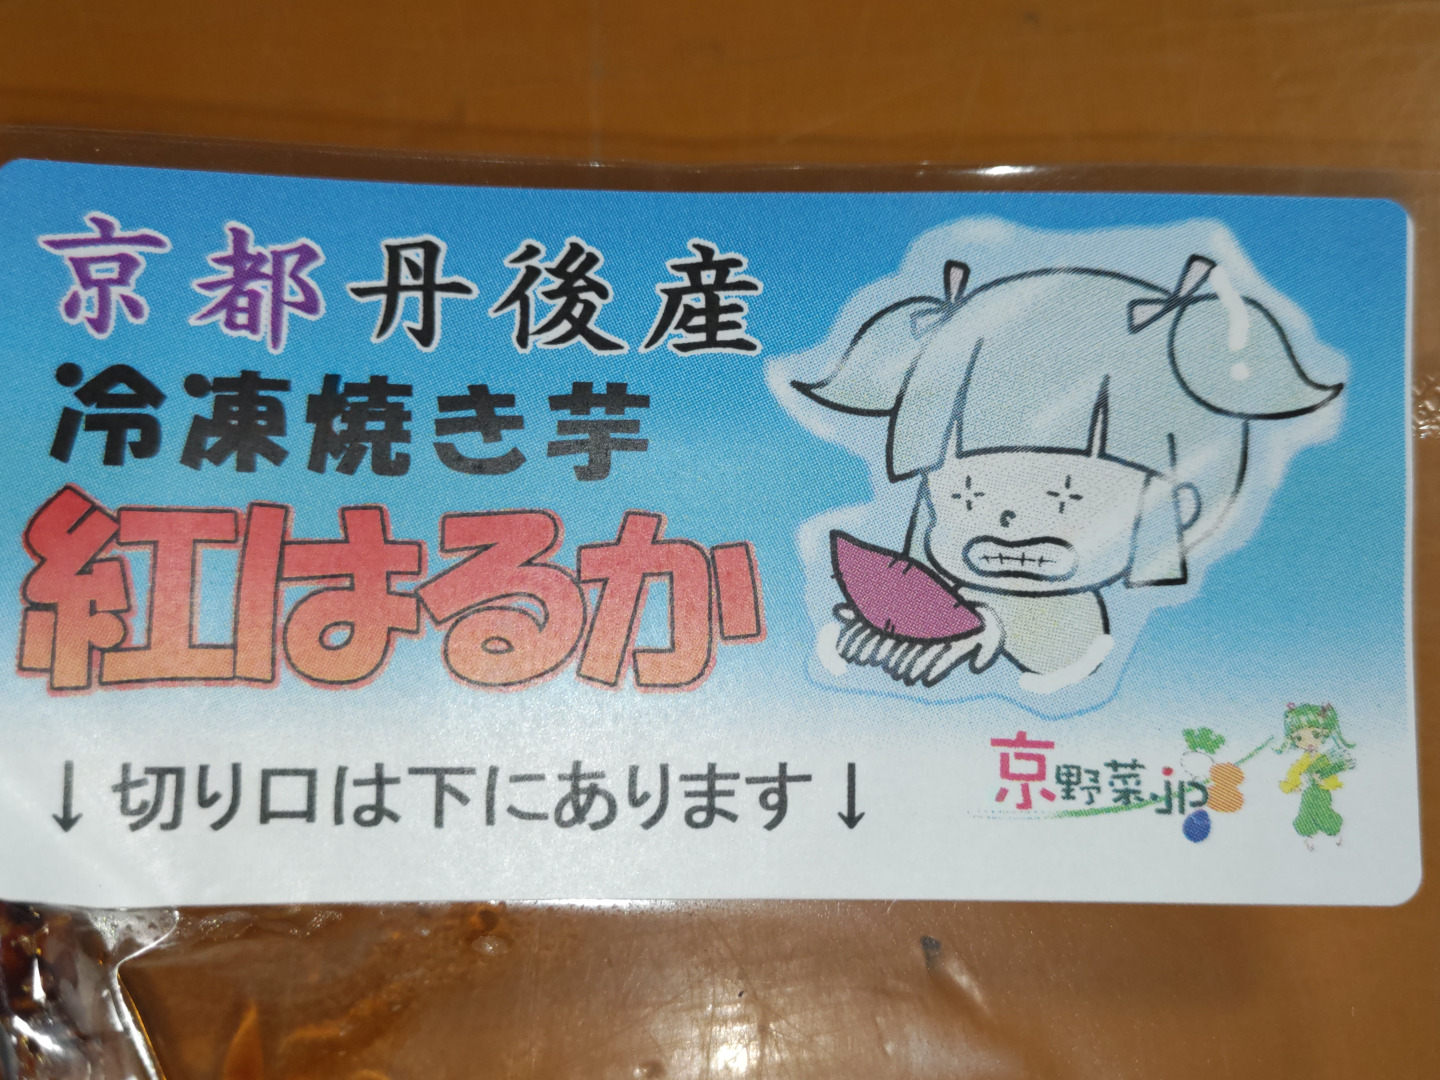 京都丹後産
冷凍焼き芋
紅はるか
↓切り口は下にあります↓
京野菜.jp